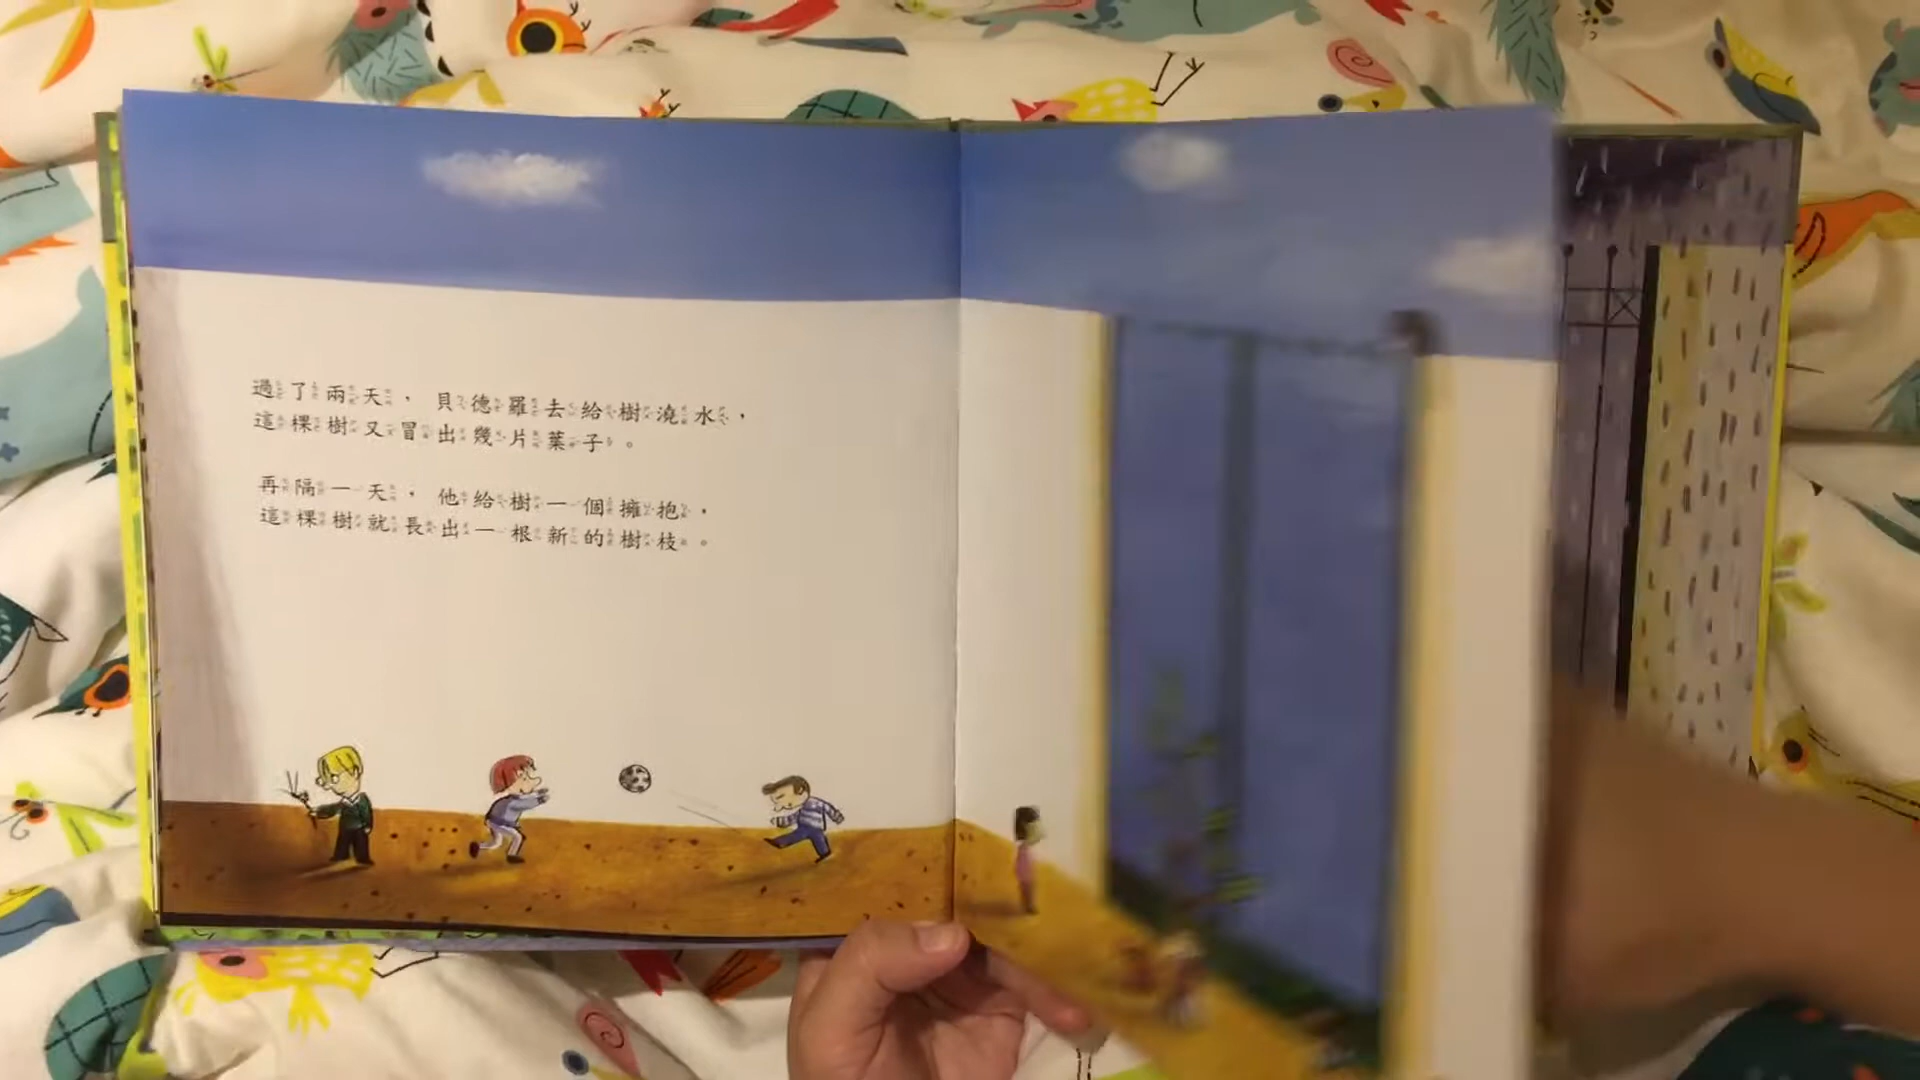 過了兩天，貝德羅去給樹澆水，
這棵樹又冒出幾片葉子。
再隔一天，他給樹一個擁抱，
這棵樹就長出一根新的樹枝。